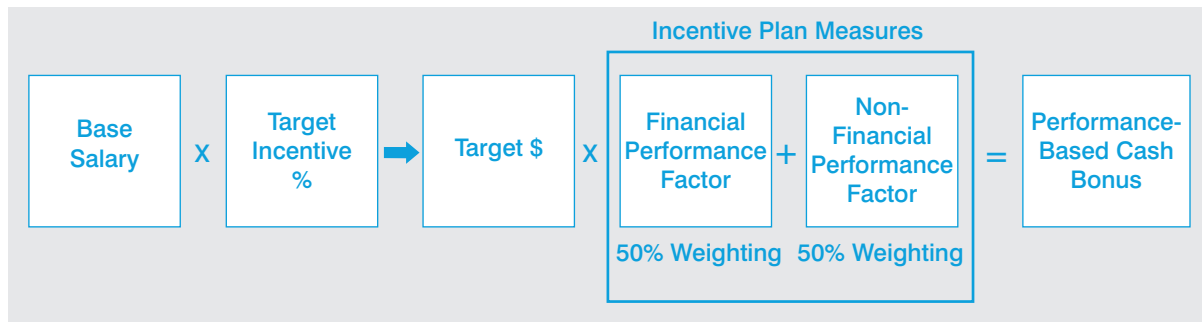 Incentive Plan Measures
Base
Salary
x
Target
Incentive
%
Target $
x
Financial
Performance
Factor
+
Non-
Financial
Performance
Factor
=
Performance-
Based Cash
Bonus
50% Weighting
50% Weighting